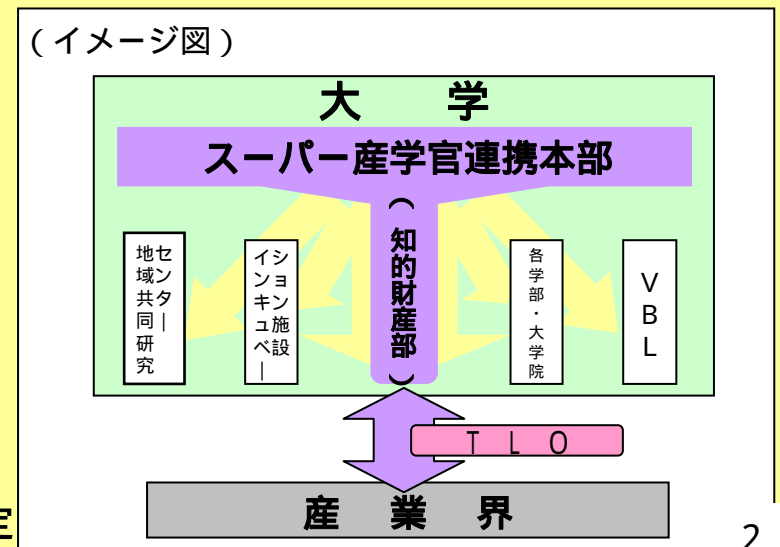 (イメージ図)
大 学
スーパー産学官連携本部
(知的財産部)
地域共同研究
センター
インキュベー
ション施設
各学部・大学院
VBL
TLO
産 業 界
定
2